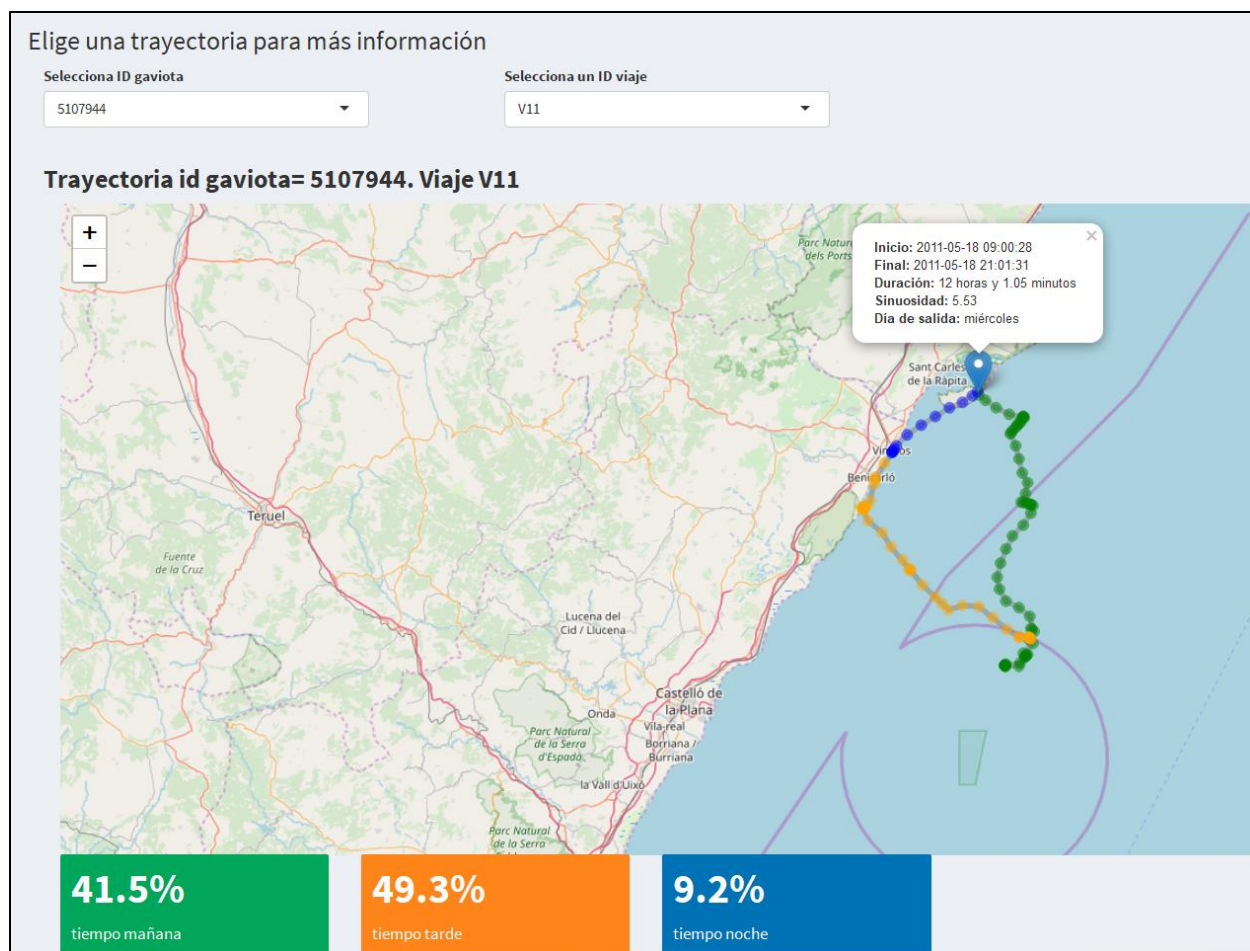 Elige una trayectoria para más información
Selecciona ID gaviota
Selecciona un ID viaje
5107944
V11
Trayectoria id gaviota= 5107944. Viaje V11
+
−
Parc Natural
dels Ports
×
Inicio: 2011-05-18 09:00:28
Final: 2011-05-18 21:01:31
Duración: 12 horas y 1.05 minutos
Sinuosidad: 5.53
Día de salida: miércoles
Sant Carles
de la Ràpita
Benicarló
Teruel
Fuente
de la Cruz
Lucena del
Cid / Llucena
Castelló de
la Plana
Onda
Vila-real
Parc Natural
de la Serra
d'Espadà
Borriana /
Burriana
la Vall d'Uixó
Parc Natural
de la Serra
41.5%
tiempo mañana
49.3%
tiempo tarde
9.2%
tiempo noche